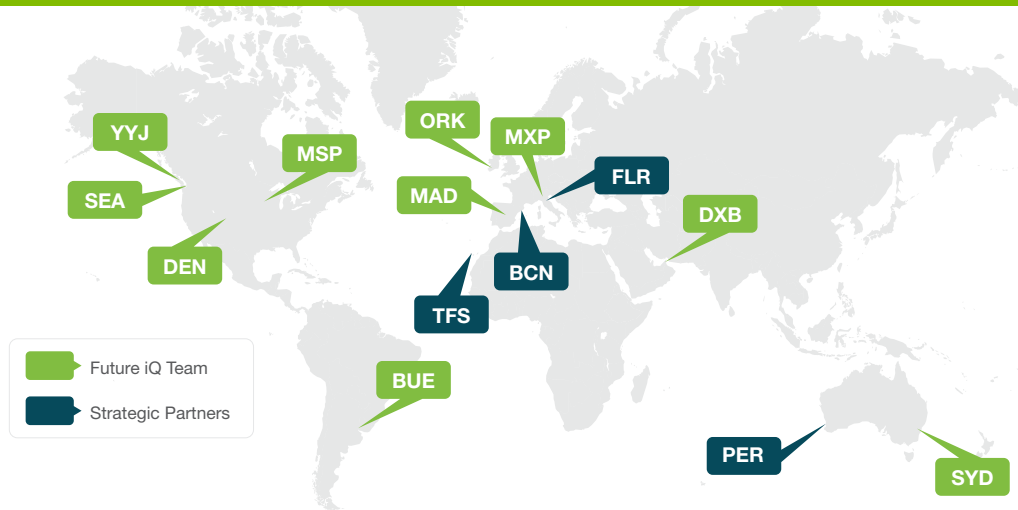 ORK
YYJ
MXP
MSP
FLR
MAD
SEA
DXB
DEN
BCN
TFS
Future iQ Team
BUE
Strategic Partners
PER
SYD